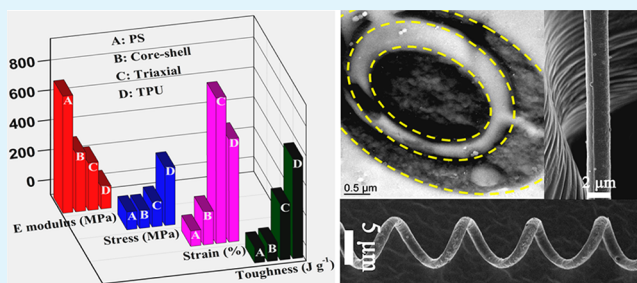 A: PS
B: Core-shell
C: Triaxial
D: TPU
800
600
400
200
0
A
B
C
D
A
B
C
D
A
B
C
D
A
B
C
D
E modulus (MPa)
Stress (MPa)
Strain (%)
Toughness (J g⁻¹)
0.5 μm
2 μm
5 μm